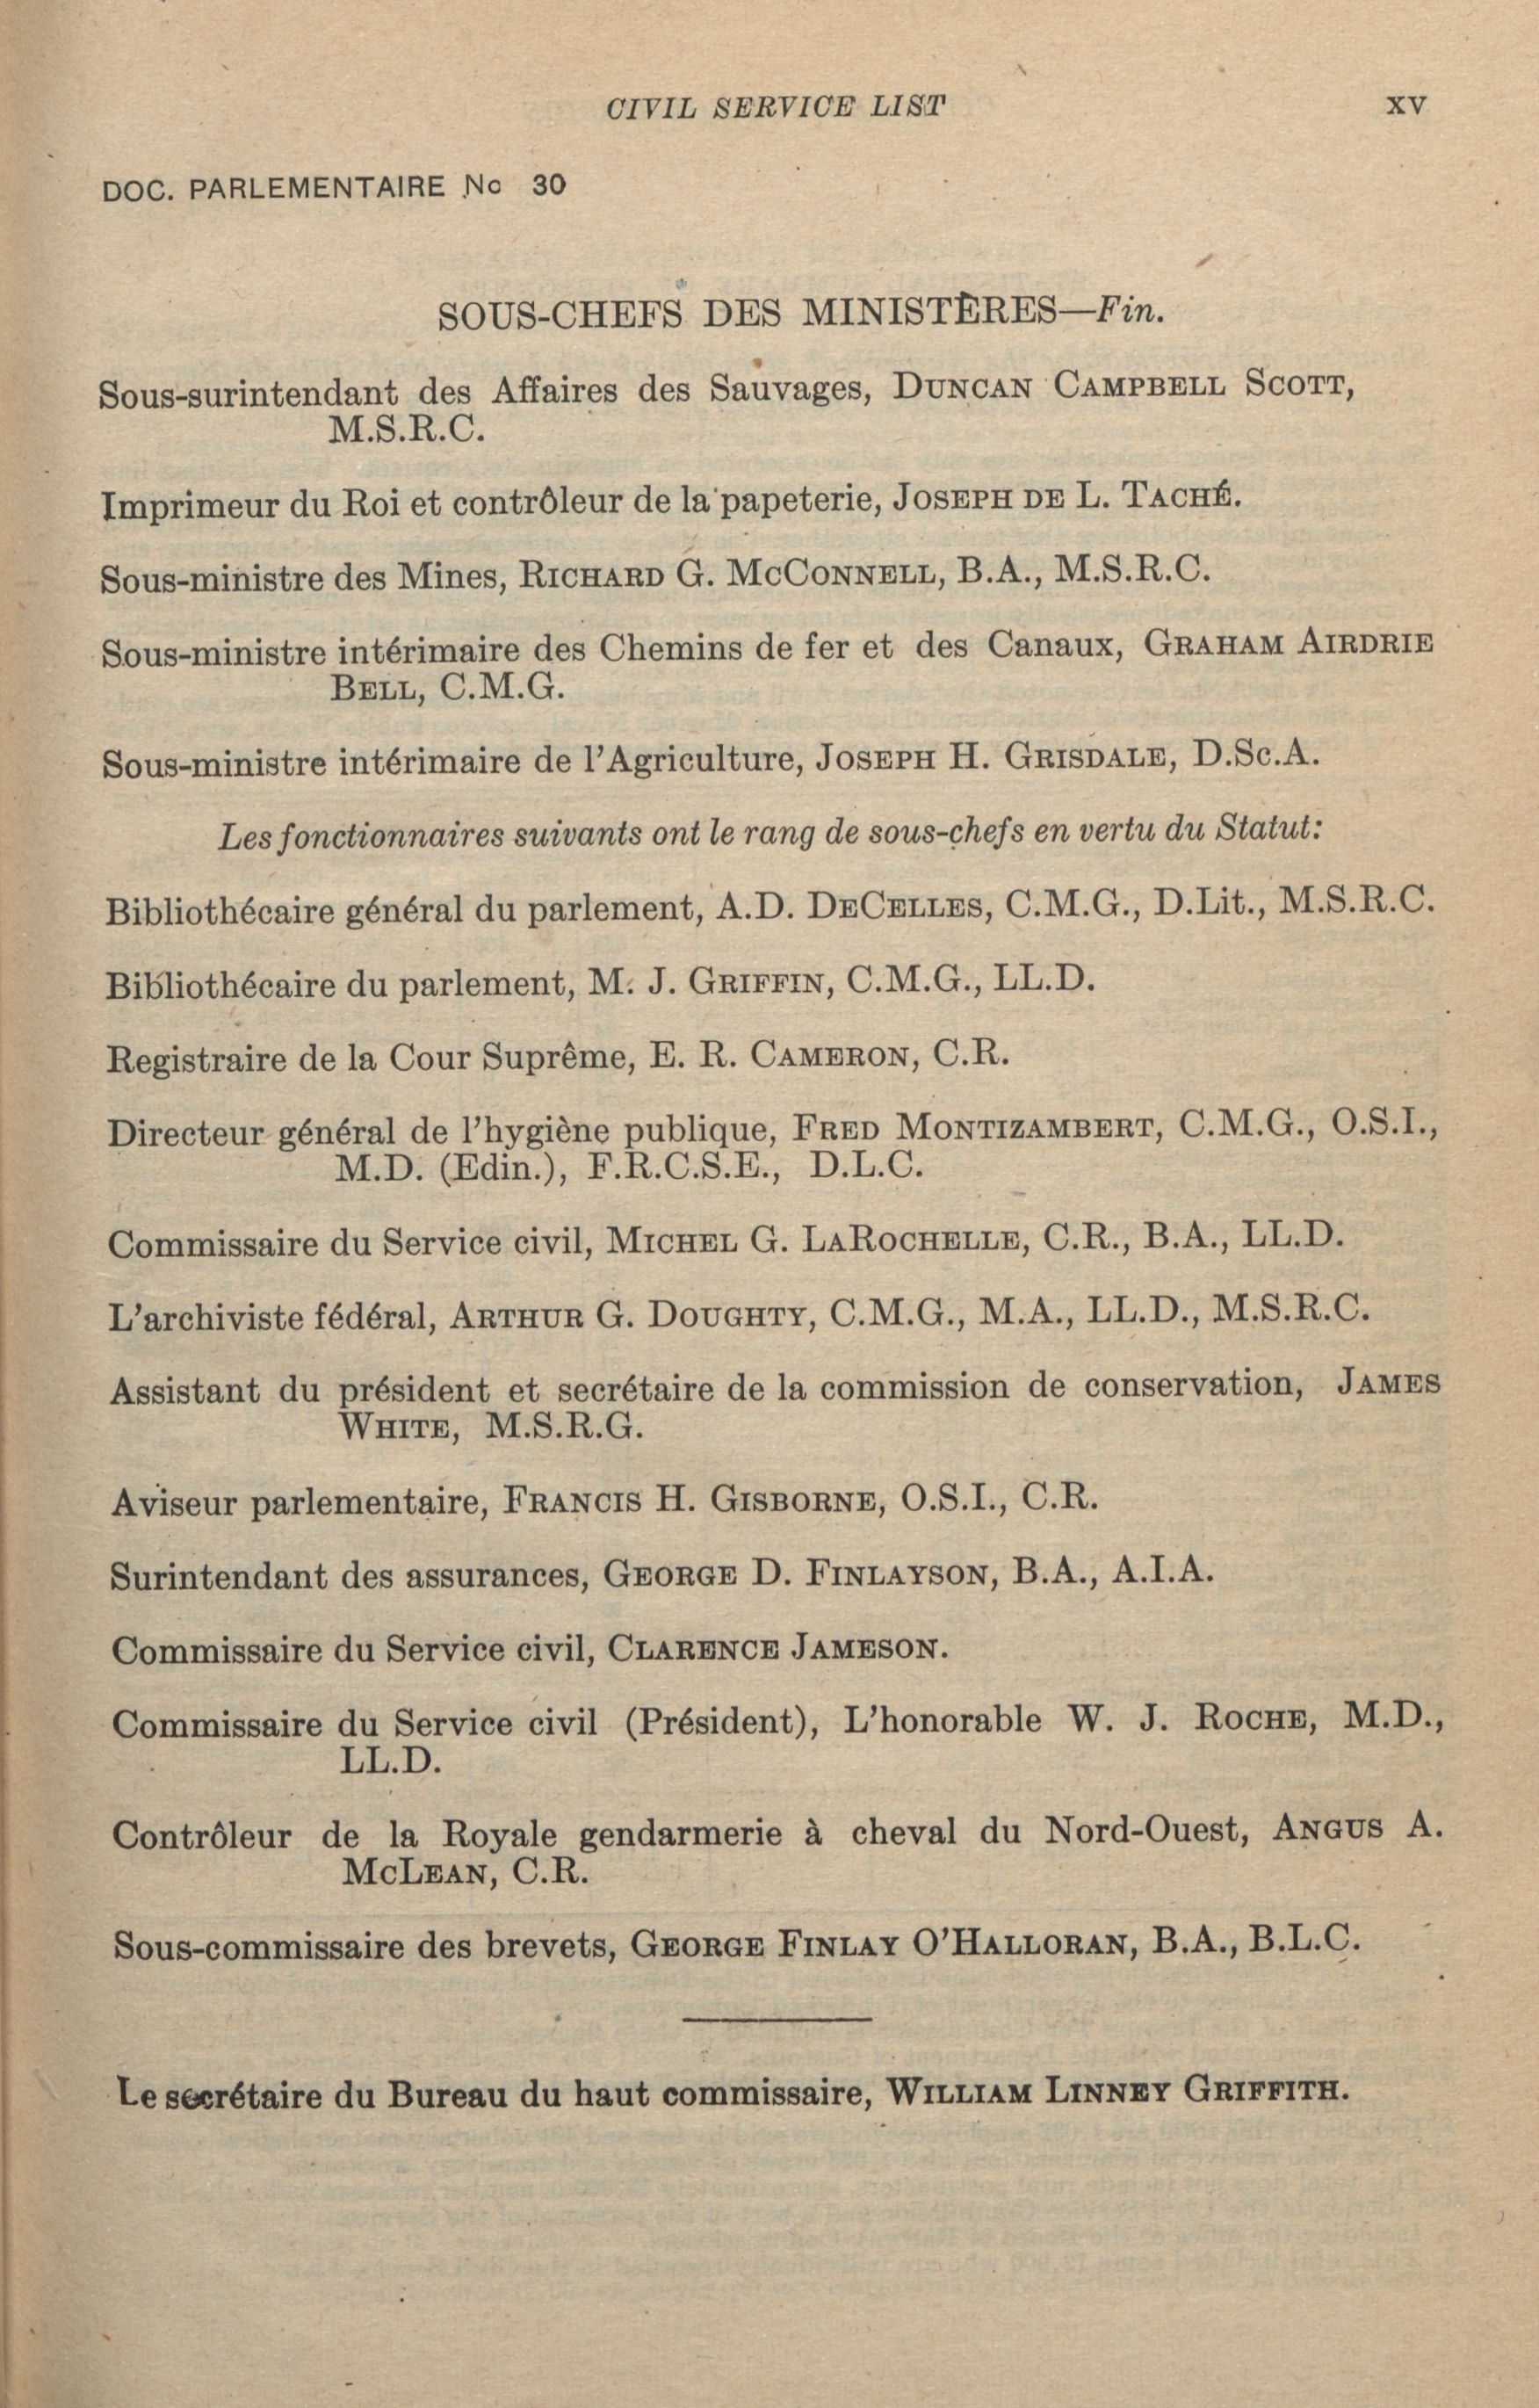 CIVIL SERVICE LIST xv
DOC. PARLEMENTAIRE No 30
SOUS-CHEFS DES MINISTÈRES—Fin.
Sous-surintendant des Affaires des Sauvages, Duncan Campbell Scott,
M.S.R.C.
Imprimeur du Roi et contrôleur de la papeterie, Joseph de L. Taché.
Sous-ministre des Mines, Richard G. McConnell, B.A., M.S.R.C.
Sous-ministre intérimaire des Chemins de fer et des Canaux, Graham Airdrie
Bell, C.M.G.
Sous-ministre intérimaire de l'Agriculture, Joseph H. Grisdale, D.Sc.A.
Les fonctionnaires suivants ont le rang de sous-chefs en vertu du Statut:
Bibliothécaire général du parlement, A.D. DeCelles, C.M.G., D.Lit., M.S.R.C.
Bibliothécaire du parlement, M. J. Griffin, C.M.G., LL.D.
Registraire de la Cour Suprême, E. R. Cameron, C.R.
Directeur général de l'hygiène publique, Fred Montizambert, C.M.G., O.S.I.,
M.D. (Edin.), F.R.C.S.E., D.L.C.
Commissaire du Service civil, Michel G. LaRochelle, C.R., B.A., LL.D.
L'archiviste fédéral, Arthur G. Doughty, C.M.G., M.A., LL.D., M.S.R.C.
Assistant du président et secrétaire de la commission de conservation, James
White, M.S.R.G.
Aviseur parlementaire, Francis H. Gisborne, O.S.I., C.R.
Surintendant des assurances, George D. Finlayson, B.A., A.I.A.
Commissaire du Service civil, Clarence Jameson.
Commissaire du Service civil (Président), L'honorable W. J. Roche, M.D.,
LL.D.
Contrôleur de la Royale gendarmerie à cheval du Nord-Ouest, Angus A.
McLean, C.R.
Sous-commissaire des brevets, George Finlay O'Halloran, B.A., B.L.C.
Le secrétaire du Bureau du haut commissaire, William Linney Griffith.